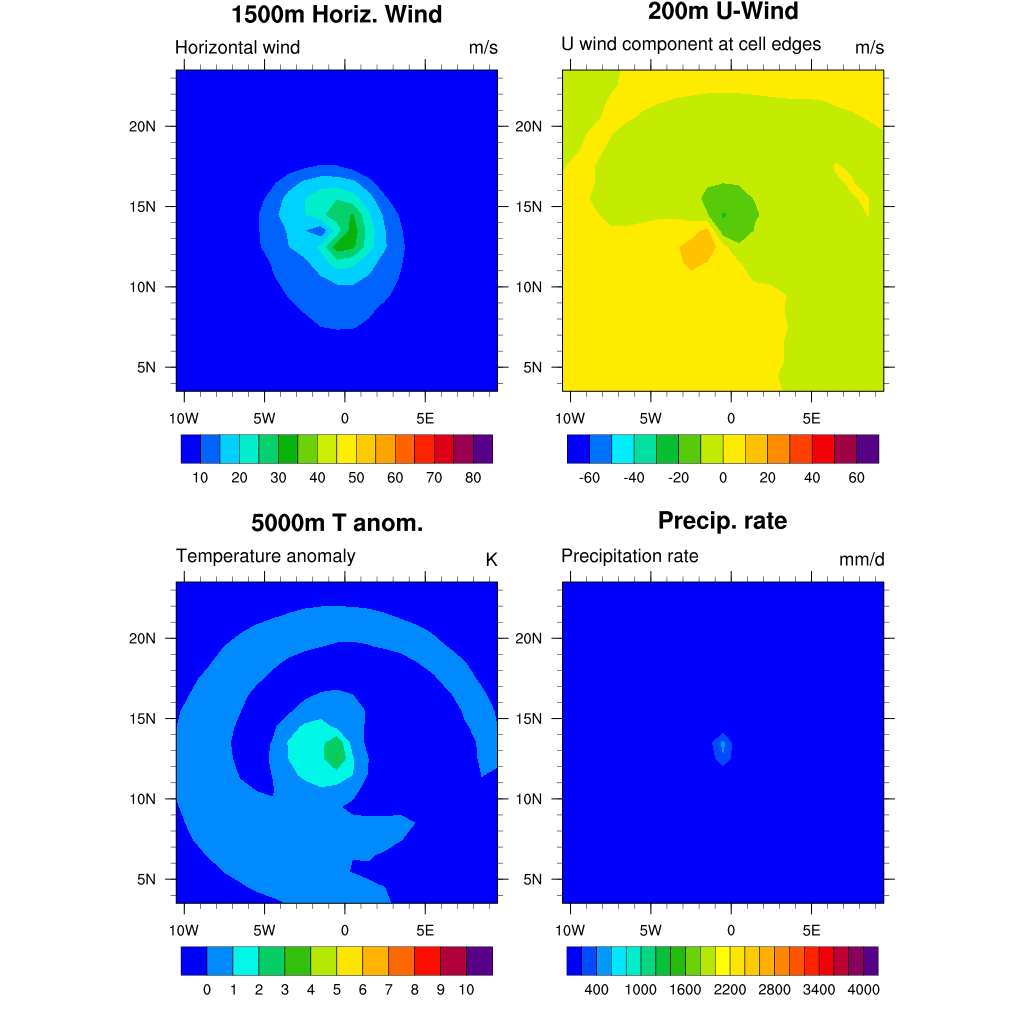 1500m Horiz. Wind
Horizontal wind m/s
20N
15N
10N
5N
10W 5W 0 5E
10 20 30 40 50 60 70 80
200m U-Wind
U wind component at cell edges m/s
20N
15N
10N
5N
10W 5W 0 5E
-60 -40 -20 0 20 40 60
5000m T anom.
Temperature anomaly K
20N
15N
10N
5N
10W 5W 0 5E
0 1 2 3 4 5 6 7 8 9 10
Precip. rate
Precipitation rate mm/d
20N
15N
10N
5N
10W 5W 0 5E
400 1000 1600 2200 2800 3400 4000